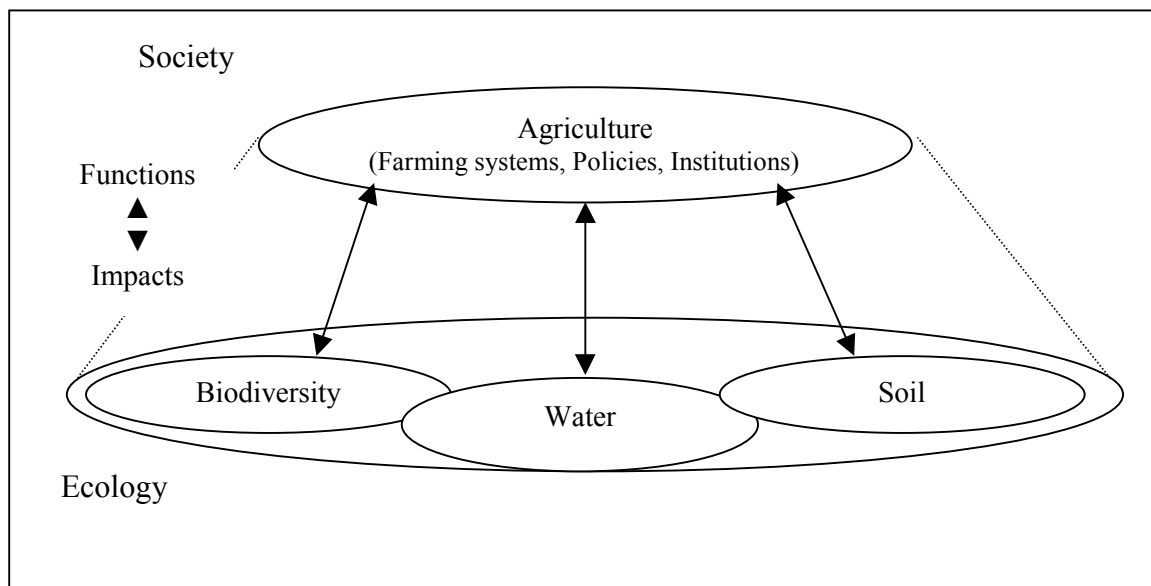 Society
Agriculture
(Farming systems, Policies, Institutions)
Functions
Impacts
Biodiversity
Water
Soil
Ecology